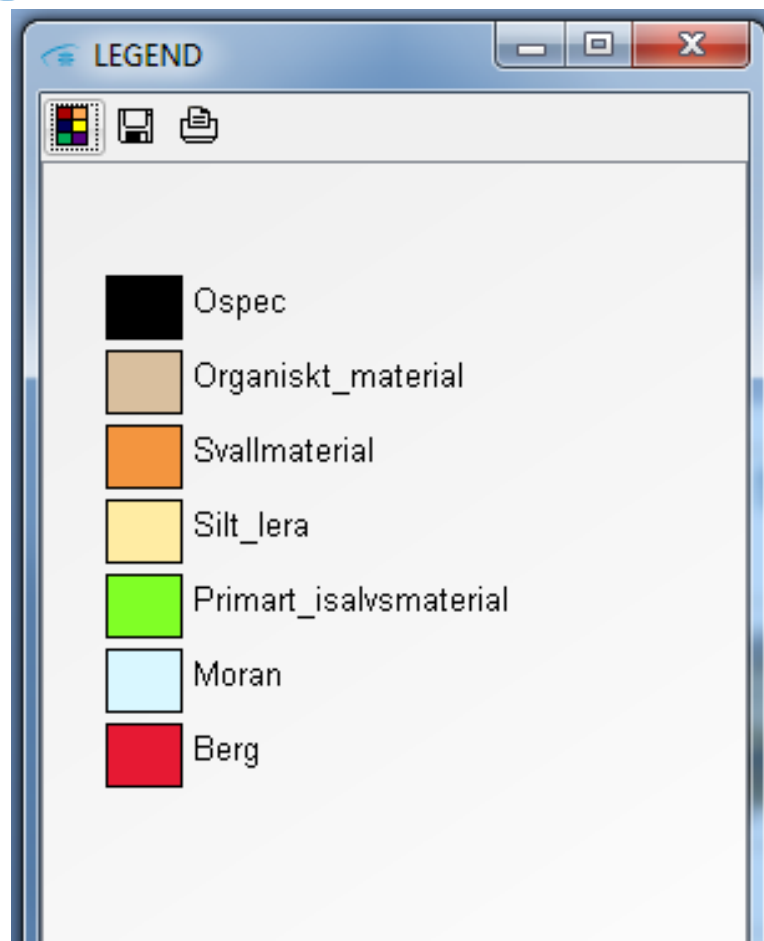 LEGEND
Ospec
Organiskt_material
Svallmaterial
Silt_lera
Primart_isalvsmaterial
Moran
Berg